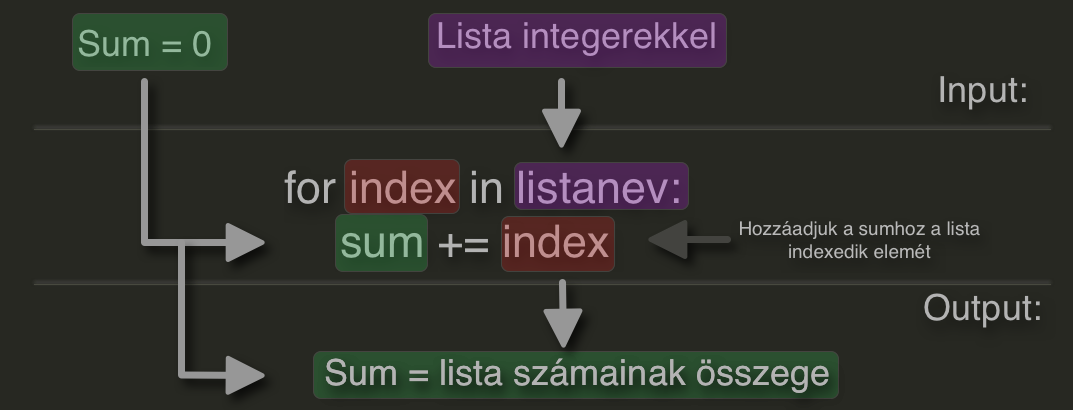 Sum = 0
Lista integerekkel
Input:
for index in listanev:
sum += index
Hozzáadjuk a sumhoz a lista
indexedik elemét
Output:
Sum = lista számainak összege